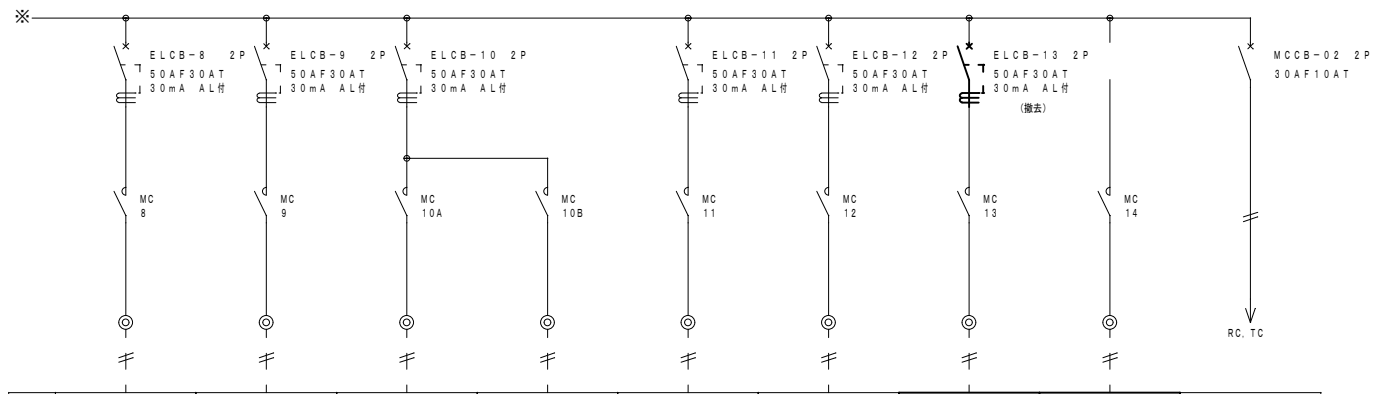 ※
ELCB-8 2P
50AF30AT
30mA AL付
ELCB-9 2P
50AF30AT
30mA AL付
ELCB-10 2P
50AF30AT
30mA AL付
ELCB-11 2P
50AF30AT
30mA AL付
ELCB-12 2P
50AF30AT
30mA AL付
ELCB-13 2P
50AF30AT
30mA AL付
(撤去)
MCCB-02 2P
30AF10AT
MC
8
MC
9
MC
10A
MC
10B
MC
11
MC
12
MC
13
MC
14
RC, TC